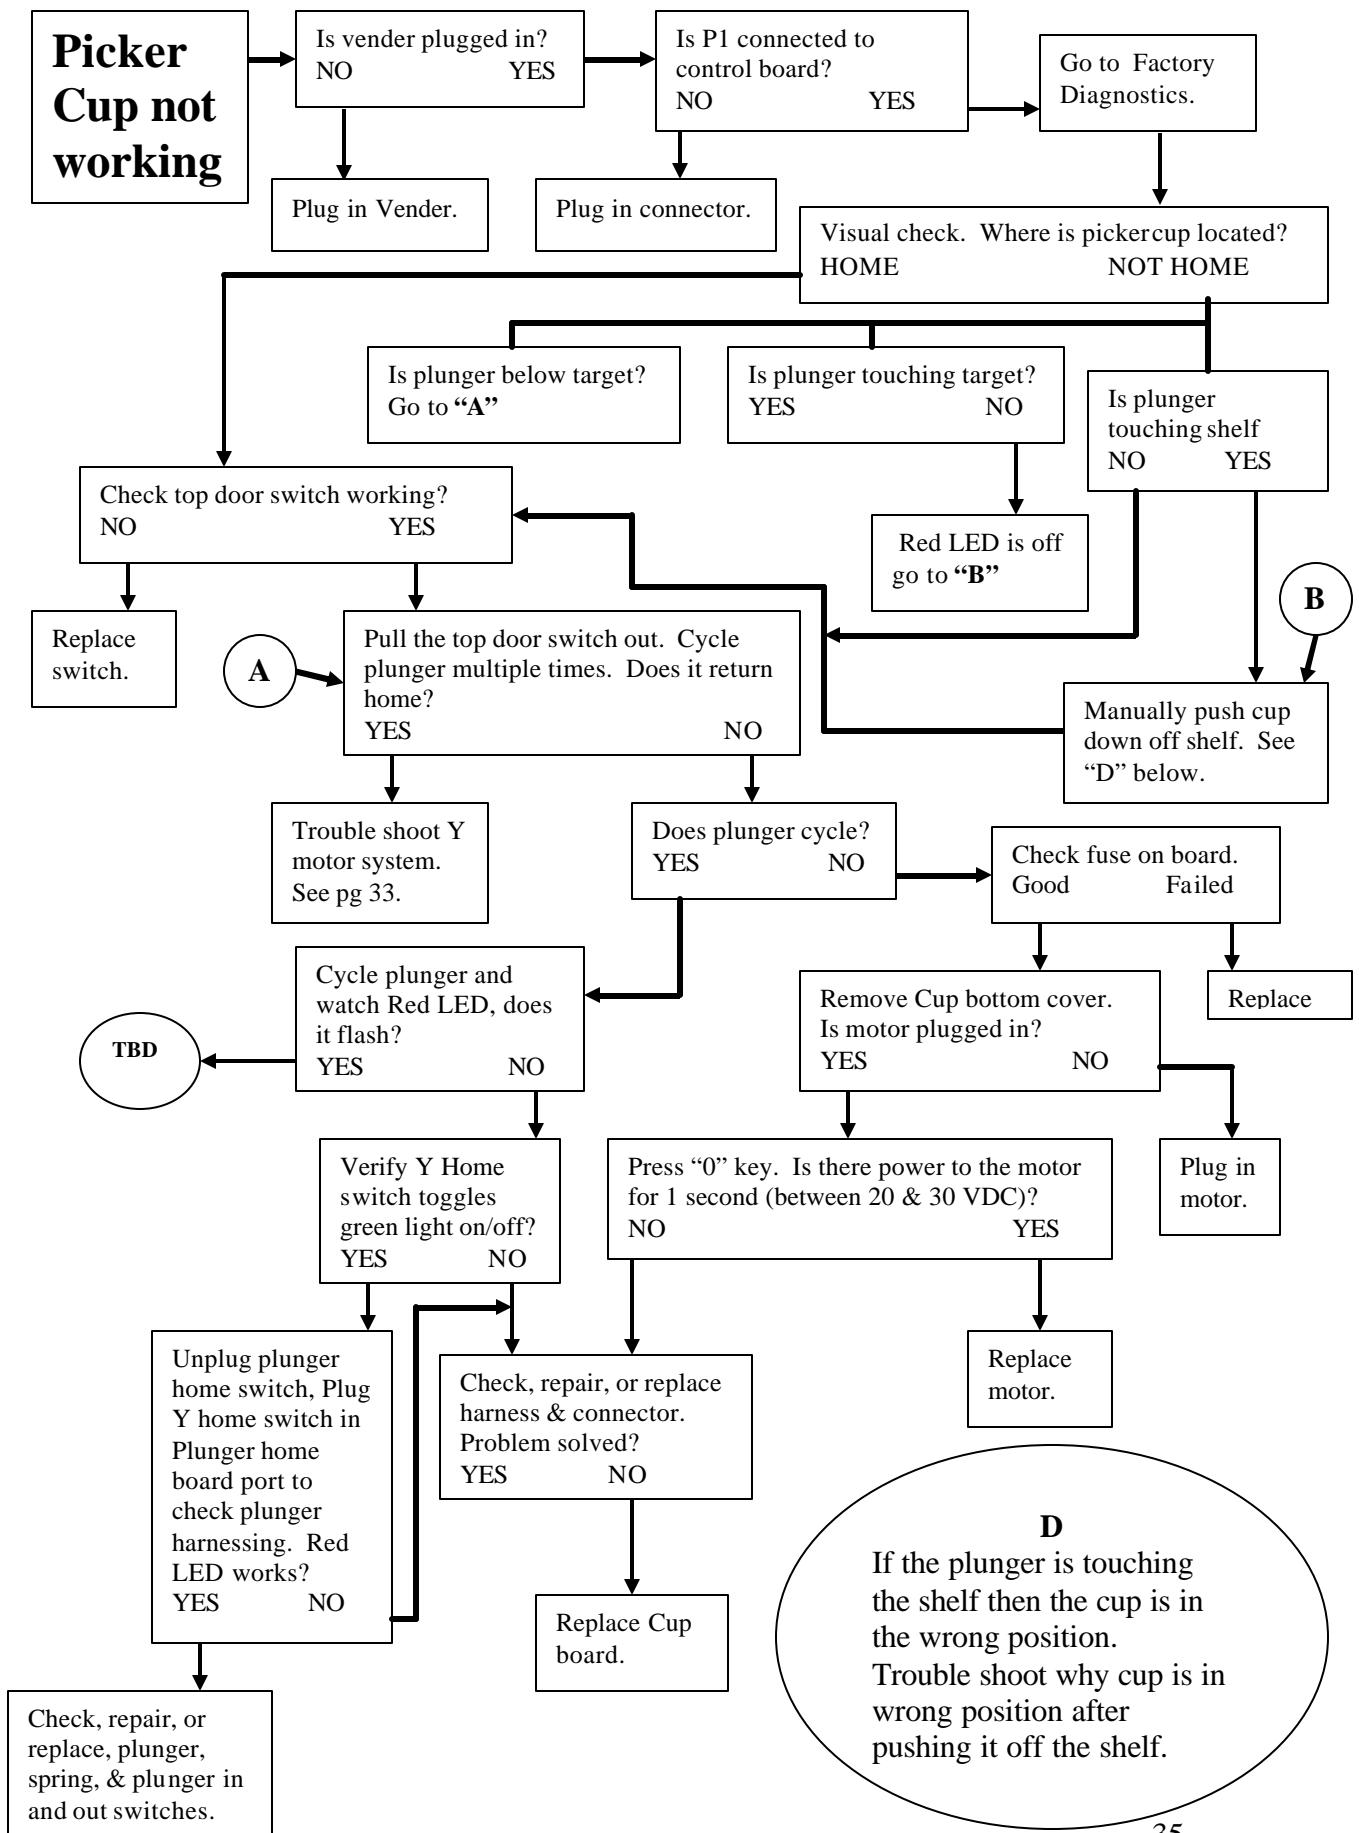 Picker
Cup not
working
Is vender plugged in?
NO YES
Is P1 connected to
control board?
NO YES
Go to Factory
Diagnostics.
Plug in Vender.
Plug in connector.
Visual check. Where is pickercup located?
HOME NOT HOME
Is plunger below target?
Go to “A”
Is plunger touching target?
YES NO
Is plunger
touching shelf
NO YES
Check top door switch working?
NO YES
Red LED is off
go to “B”
B
Replace
switch.
A
Pull the top door switch out. Cycle
plunger multiple times. Does it return
home?
YES NO
Manually push cup
down off shelf. See
“D” below.
Trouble shoot Y
motor system.
See pg 33.
Does plunger cycle?
YES NO
Check fuse on board.
Good Failed
Cycle plunger and
watch Red LED, does
it flash?
YES NO
Remove Cup bottom cover.
Is motor plugged in?
YES NO
Replace
TBD
Verify Y Home
switch toggles
green light on/off?
YES NO
Press “0” key. Is there power to the motor
for 1 second (between 20 & 30 VDC)?
NO YES
Plug in
motor.
Unplug plunger
home switch, Plug
Y home switch in
Plunger home
board port to
check plunger
harnessing. Red
LED works?
YES NO
Check, repair, or replace
harness & connector.
Problem solved?
YES NO
Replace
motor.
Replace Cup
board.
D
If the plunger is touching
the shelf then the cup is in
the wrong position.
Trouble shoot why cup is in
wrong position after
pushing it off the shelf.
Check, repair, or
replace, plunger,
spring, & plunger in
and out switches.
35